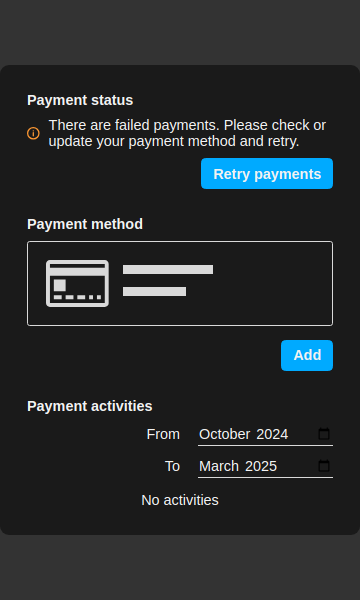 Payment status
There are failed payments. Please check or
update your payment method and retry.
Retry payments
Payment method
Add
Payment activities
From October 2024
To March 2025
No activities